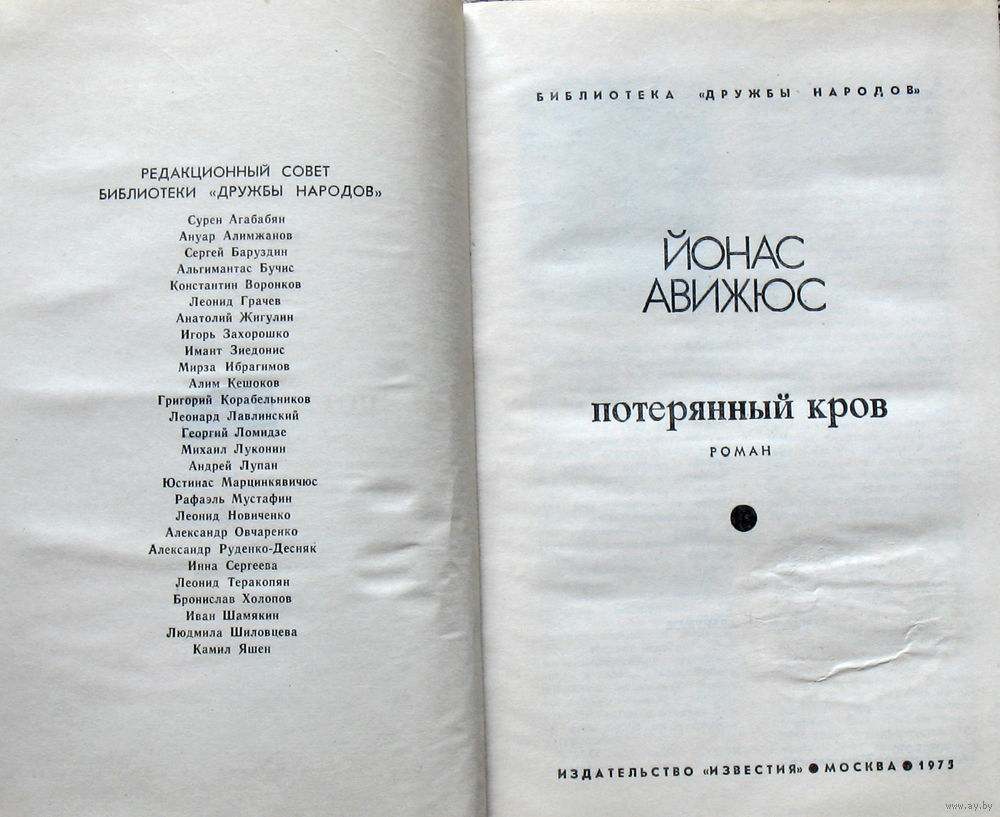 РЕДАКЦИОННЫЙ СОВЕТ
БИБЛИОТЕКИ «ДРУЖБЫ НАРОДОВ»
Сурен Агабабян
Ануар Алимжанов
Сергей Баруздин
Альгимантас Бучис
Константин Воронков
Леонид Грачев
Анатолий Жигулин
Игорь Захорошко
Имант Зиедонис
Мирза Ибрагимов
Алим Кешоков
Григорий Корабельников
Леонард Лавлинский
Георгий Ломидзе
Михаил Луконин
Андрей Лупан
Юстинас Марцинкявичюс
Рафаэль Мустафин
Леонид Новиченко
Александр Овчаренко
Александр Руденко-Десняк
Инна Сергеева
Леонид Теракопян
Бронислав Холопов
Иван Шамякин
Людмила Шиловцева
Камил Яшен
БИБЛИОТЕКА «ДРУЖБЫ НАРОДОВ»
ЙОНАС
АВИЖЮС
потерянный кров
РОМАН
ИЗДАТЕЛЬСТВО «ИЗВЕСТИЯ» ● МОСКВА ● 1975
www.ay.by